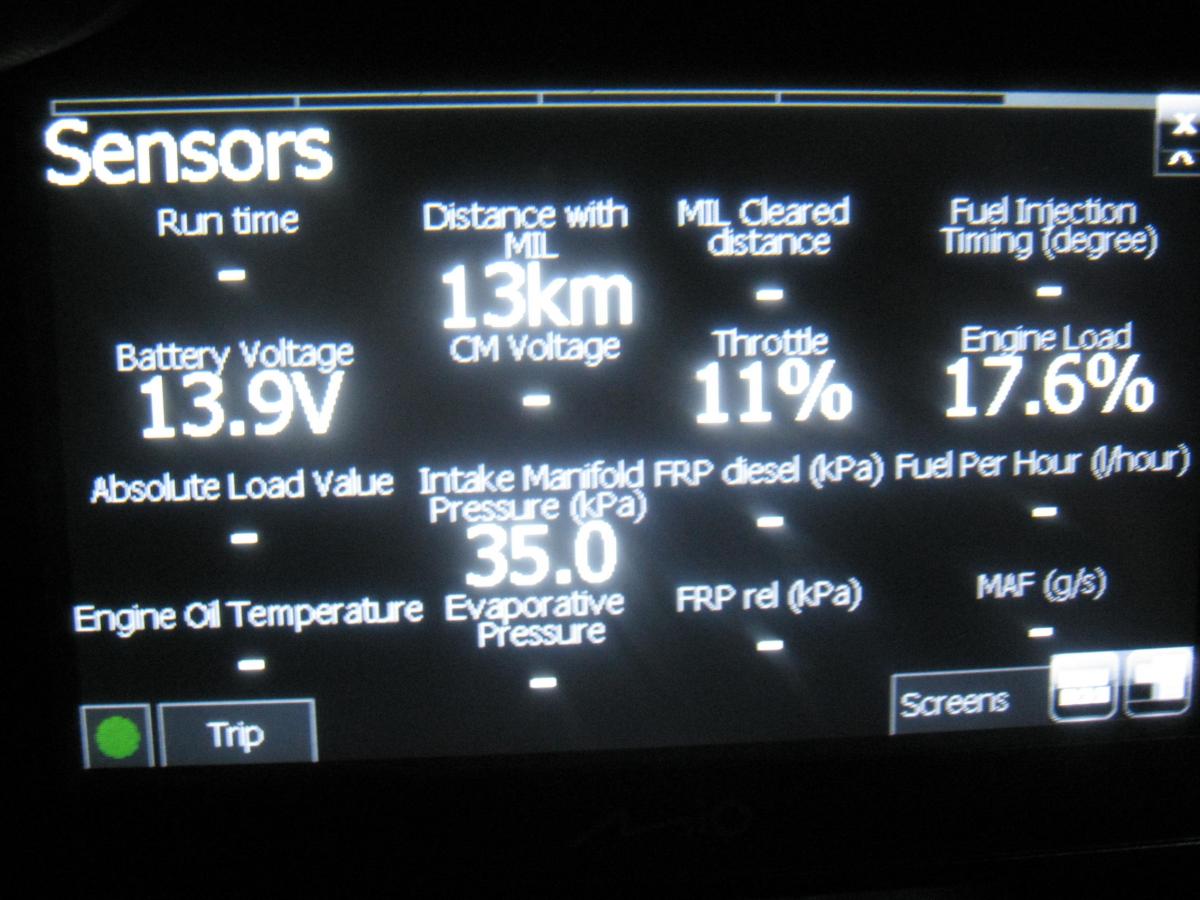 Sensors
X
Run time
-
Distance with
MIL
13km
MIL Cleared
distance
-
Fuel Injection
Timing (degree)
-
Battery Voltage
13.9V
CM Voltage
-
Throttle
11%
Engine Load
17.6%
Absolute Load Value
-
Intake Manifold
Pressure (kPa)
35.0
FRP diesel (kPa)
-
Fuel Per Hour (l/hour)
-
Engine Oil Temperature
-
Evaporative
Pressure
-
FRP rel (kPa)
-
MAF (g/s)
-
Trip
Screens
Mio